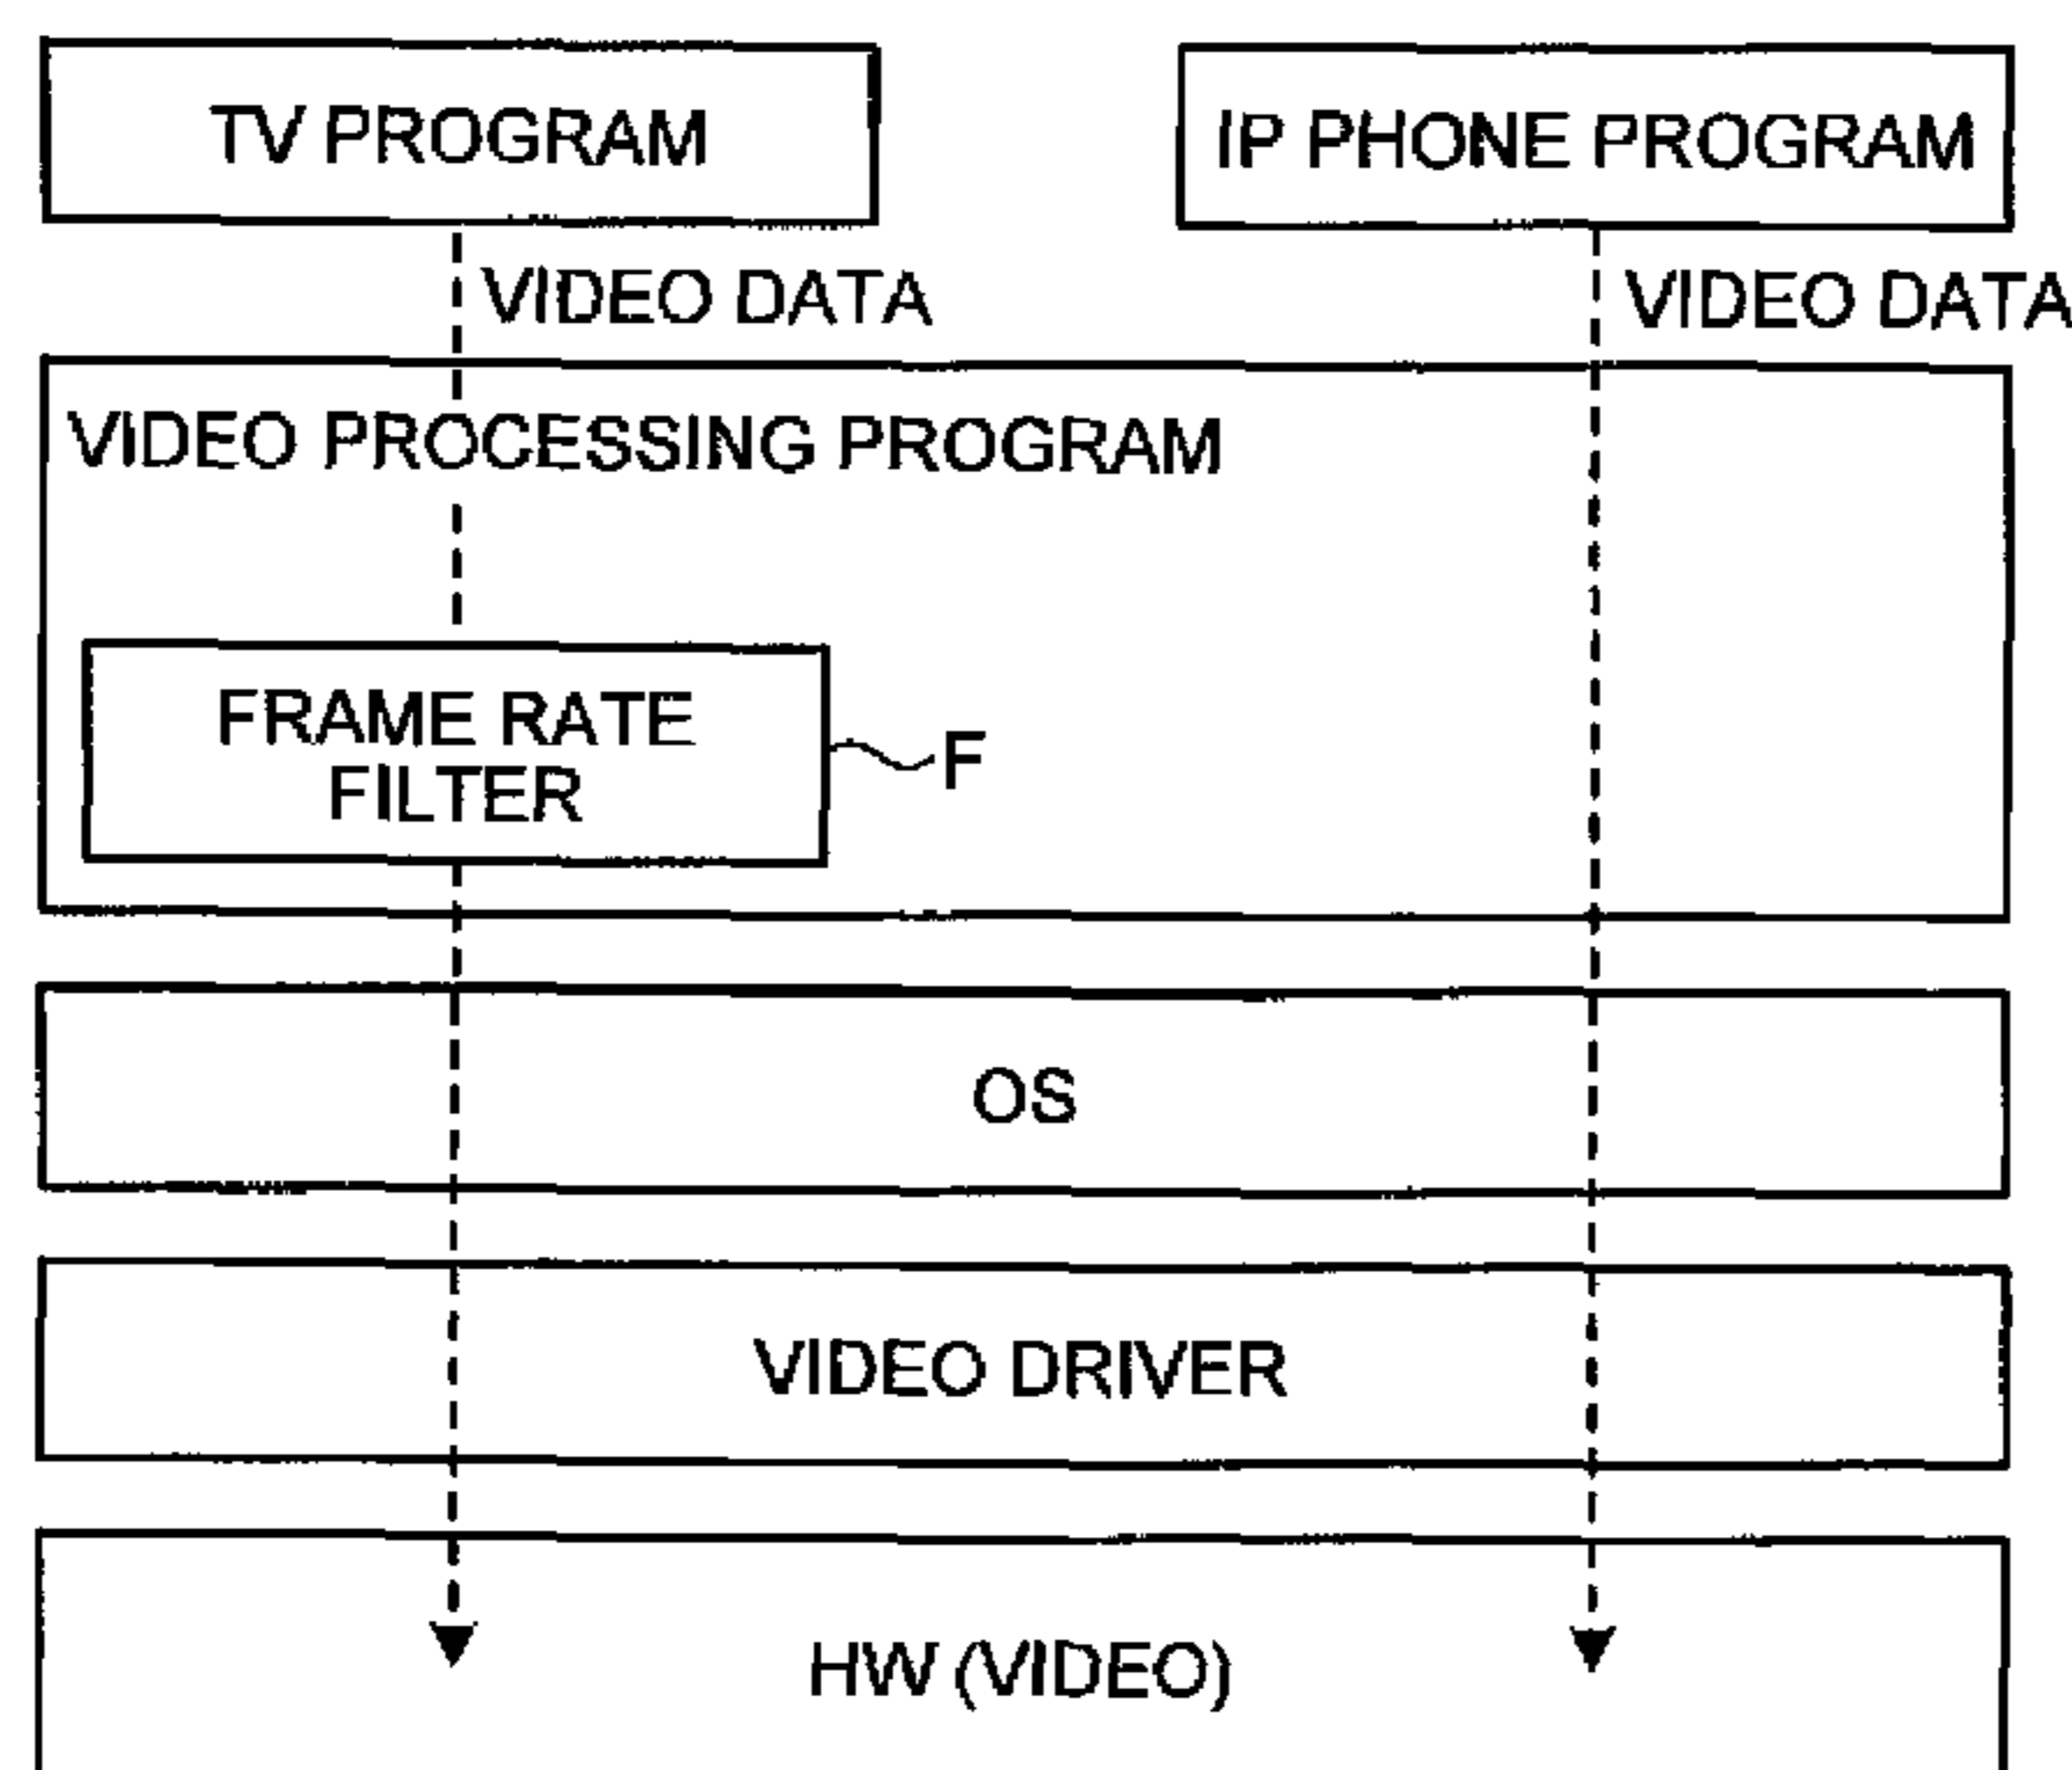 TV PROGRAM
IP PHONE PROGRAM
VIDEO DATA
VIDEO DATA
VIDEO PROCESSING PROGRAM
FRAME RATE
FILTER
F
OS
VIDEO DRIVER
HW (VIDEO)